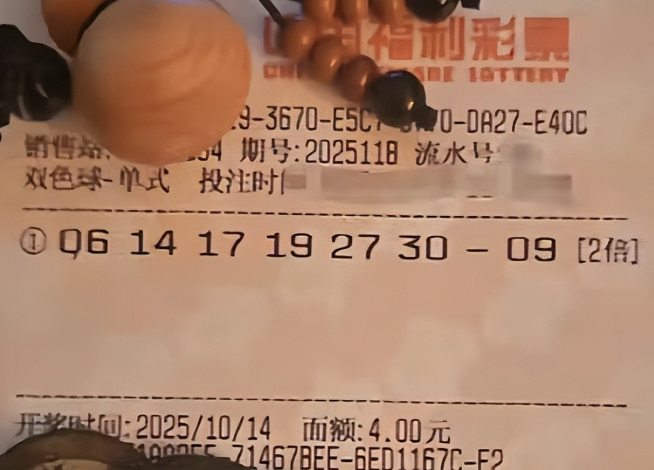 福利彩票
LOTTERY
9-3670-E5C 0-DA27-E40C
期号:2025118 流水号
双色球-单式 投注时
① 06 14 17 19 27 30 - 09 [2倍]
开奖时间:2025/10/14 面额:4.00元
71467BEE-6ED1167C-F2